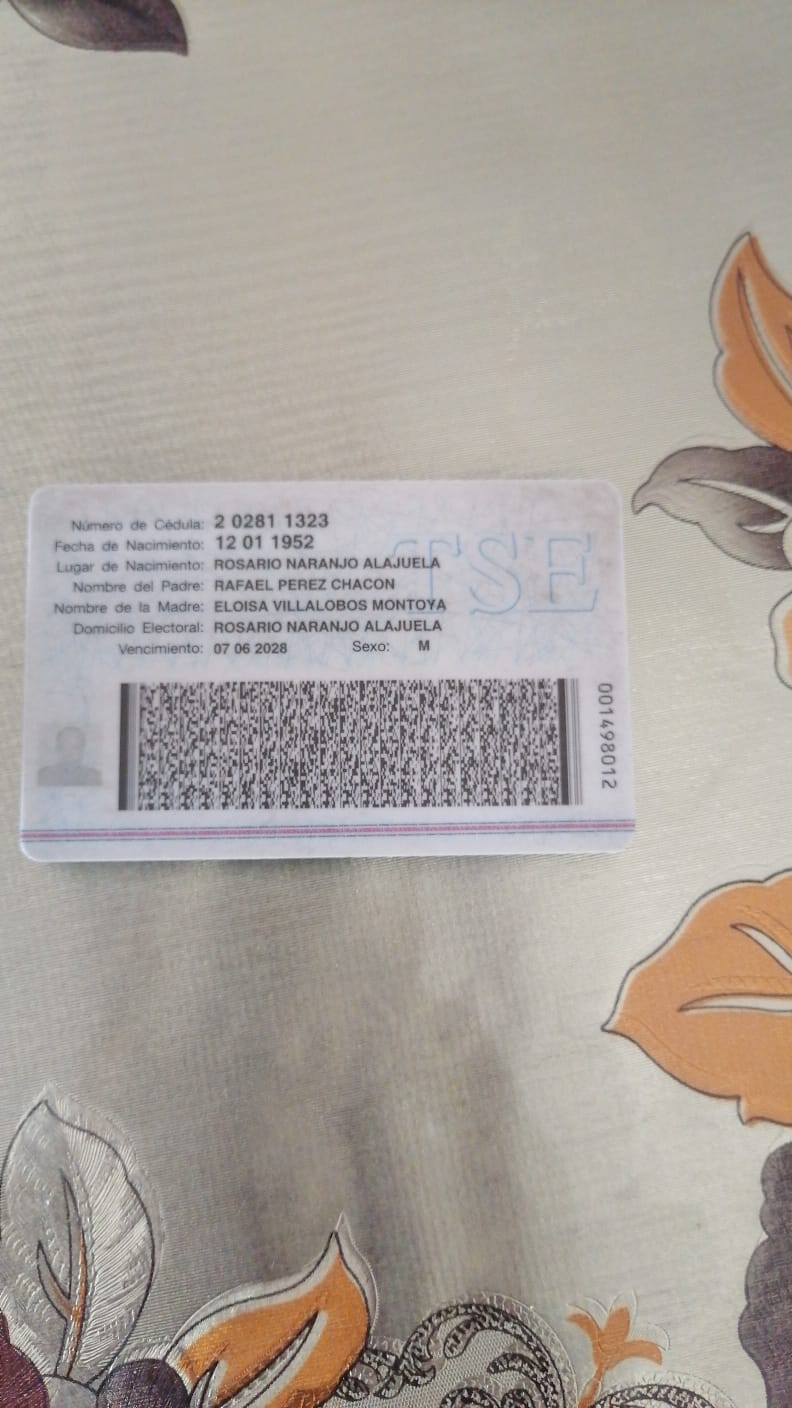 Número de Cédula: 2 0281 1323
Fecha de Nacimiento: 12 01 1952
Lugar de Nacimiento: ROSARIO NARANJO ALAJUELA
Nombre del Padre: RAFAEL PEREZ CHACON
Nombre de la Madre: ELOISA VILLALOBOS MONTOYA
Domicilio Electoral: ROSARIO NARANJO ALAJUELA
Vencimiento: 07 06 2028 Sexo: M
TSE
001498012